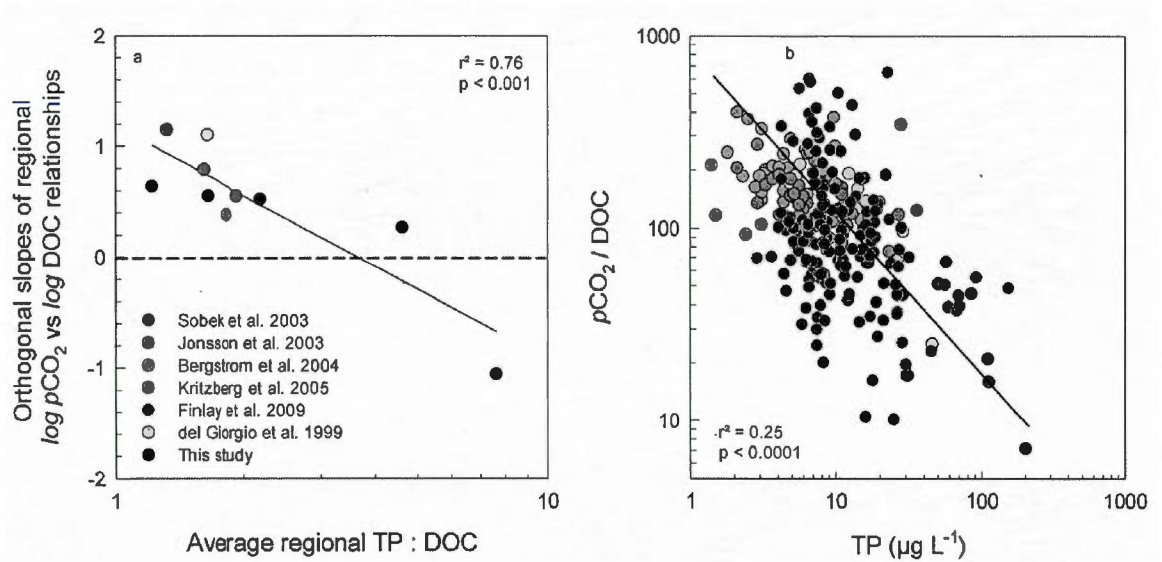 2
1
0
-1
-2
a
r² = 0.76
p < 0.001
Orthogonal slopes of regional
log pCO₂ vs log DOC relationships
Sobek et al. 2003
Jonsson et al. 2003
Bergstrom et al. 2004
Kritzberg et al. 2005
Finlay et al. 2009
del Giorgio et al. 1999
This study
1
10
Average regional TP : DOC
1000
100
10
b
pCO₂ / DOC
r² = 0.25
p < 0.0001
1
10
100
1000
TP (µg L⁻¹)